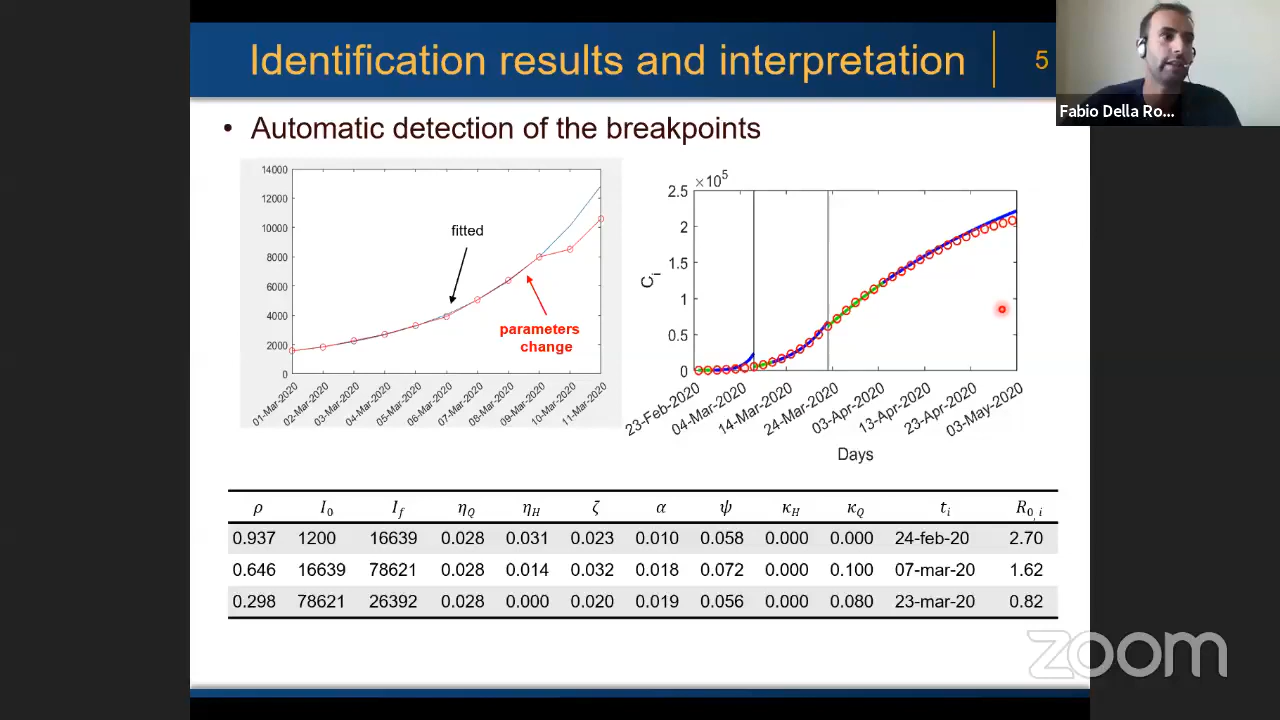 Identification results and interpretation
5
Fabio Della Ro...
• Automatic detection of the breakpoints
14000
12000
10000
8000
6000
4000
2000
0
fitted
parameters
change
01-Mar-2020
02-Mar-2020
03-Mar-2020
04-Mar-2020
05-Mar-2020
06-Mar-2020
07-Mar-2020
08-Mar-2020
09-Mar-2020
10-Mar-2020
11-Mar-2020
×10⁵
2.5
2
1.5
1
0.5
0
Cᵢ
23-Feb-2020
04-Mar-2020
14-Mar-2020
24-Mar-2020
03-Apr-2020
13-Apr-2020
23-Apr-2020
03-May-2020
Days
ρ I₀ I_f η_Q η_H ζ α ψ κ_H κ_Q t_i R_{0,i}
0.937 1200 16639 0.028 0.031 0.023 0.010 0.058 0.000 0.000 24-feb-20 2.70
0.646 16639 78621 0.028 0.014 0.032 0.018 0.072 0.000 0.100 07-mar-20 1.62
0.298 78621 26392 0.028 0.000 0.020 0.019 0.056 0.000 0.080 23-mar-20 0.82
zoom